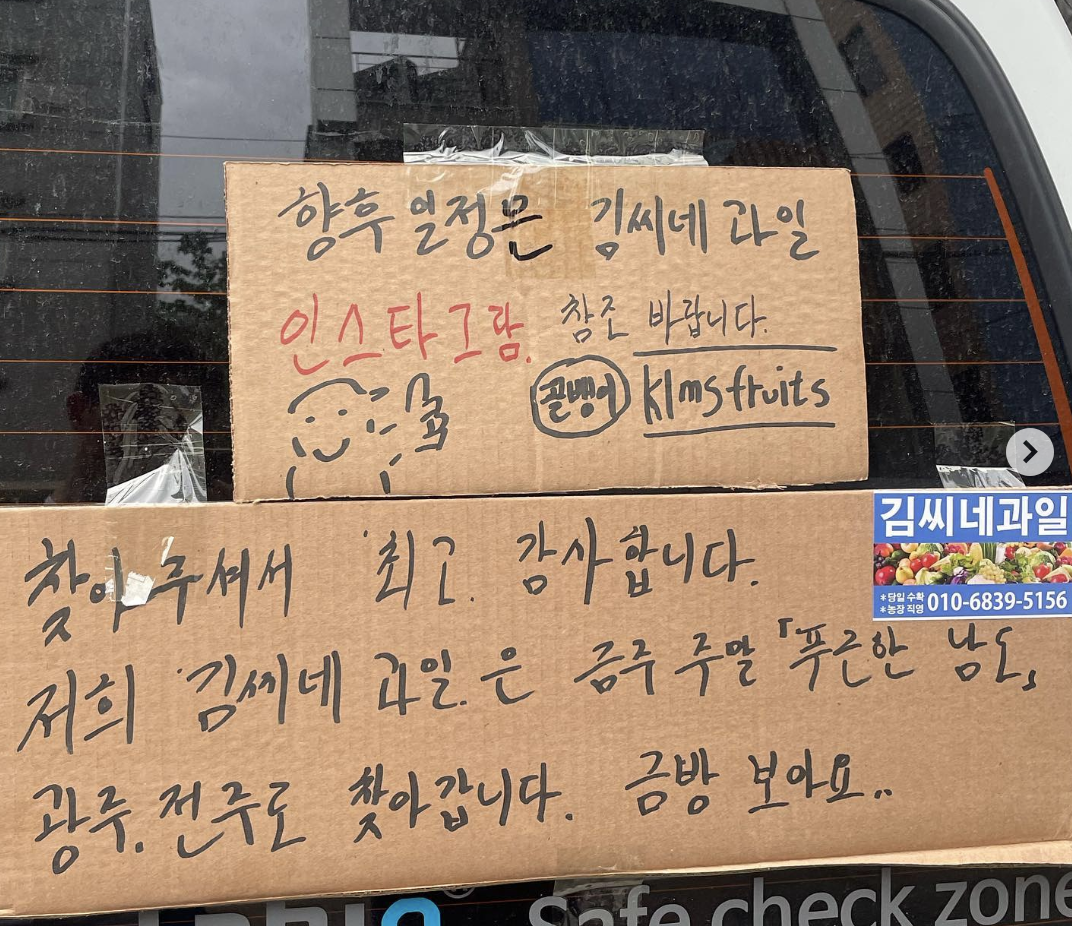 향후 일정은 김씨네 과일
인스타그램. 참조 바랍니다.
골뱅이 kimsfruits
찾아 주셔서 '최고. 감사합니다.
김씨네과일
*당일 수확
*농장 직영 010-6839-5156
저희 '김씨네 과일.은 금주 주말 「푸근한 남도」
광주.전주로 찾아갑니다. 금방 보아요..
Safe check zone